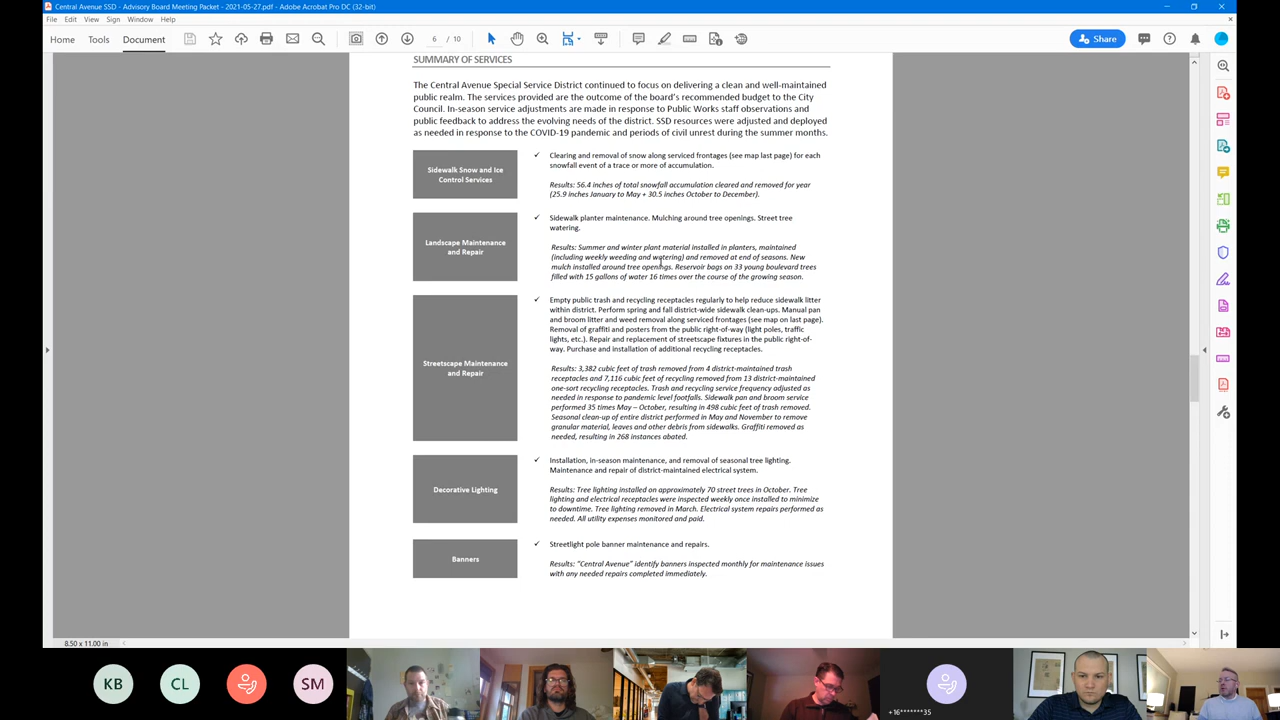 Central Avenue SSD - Advisory Board Meeting Packet - 2021-05-27.pdf - Adobe Acrobat Pro DC (32-bit)
File Edit View Sign Window Help
Home Tools Document 6 / 10 Share
SUMMARY OF SERVICES
The Central Avenue Special Service District continued to focus on delivering a clean and well-maintained
public realm. The services provided are the outcome of the board's recommended budget to the City
Council. In-season service adjustments are made in response to Public Works staff observations and
public feedback to address the evolving needs of the district. SSD resources were adjusted and deployed
as needed in response to the COVID-19 pandemic and periods of civil unrest during the summer months.
Sidewalk Snow and Ice
Control Services
Clearing and removal of snow along serviced frontages (see map last page) for each
snowfall event of a trace or more of accumulation.
Results: 56.4 inches of total snowfall accumulation cleared and removed for year
(25.9 inches January to May + 30.5 inches October to December).
Landscape Maintenance
and Repair
Sidewalk planter maintenance. Mulching around tree openings. Street tree
watering.
Results: Summer and winter plant material installed in planters, maintained
(including weekly weeding and watering) and removed at end of seasons. New
mulch installed around tree openings. Reservoir bags on 33 young boulevard trees
filled with 15 gallons of water 16 times over the course of the growing season.
Streetscape Maintenance
and Repair
Empty public trash and recycling receptacles regularly to help reduce sidewalk litter
within district. Perform spring and fall district-wide sidewalk clean-ups. Manual pan
and broom litter and weed removal along serviced frontages (see map on last page).
Removal of graffiti and posters from the public right-of-way (light poles, traffic
lights, etc.). Repair and replacement of streetscape fixtures in the public right-of-
way. Purchase and installation of additional recycling receptacles.
Results: 3,382 cubic feet of trash removed from 4 district-maintained trash
receptacles and 7,116 cubic feet of recycling removed from 13 district-maintained
one-sort recycling receptacles. Trash and recycling service frequency adjusted as
needed in response to pandemic level footfalls. Sidewalk pan and broom service
performed 35 times May – October, resulting in 498 cubic feet of trash removed.
Seasonal clean-up of entire district performed in May and November to remove
granular material, leaves and other debris from sidewalks. Graffiti removed as
needed, resulting in 268 instances abated.
Decorative Lighting
Installation, in-season maintenance, and removal of seasonal tree lighting.
Maintenance and repair of district-maintained electrical system.
Results: Tree lighting installed on approximately 70 street trees in October. Tree
lighting and electrical receptacles were inspected weekly once installed to minimize
to downtime. Tree lighting removed in March. Electrical system repairs performed as
needed. All utility expenses monitored and paid.
Banners
Streetlight pole banner maintenance and repairs.
Results: "Central Avenue" identify banners inspected monthly for maintenance issues
with any needed repairs completed immediately.
8.50 x 11.00 in
KB CL SM
+16*******35